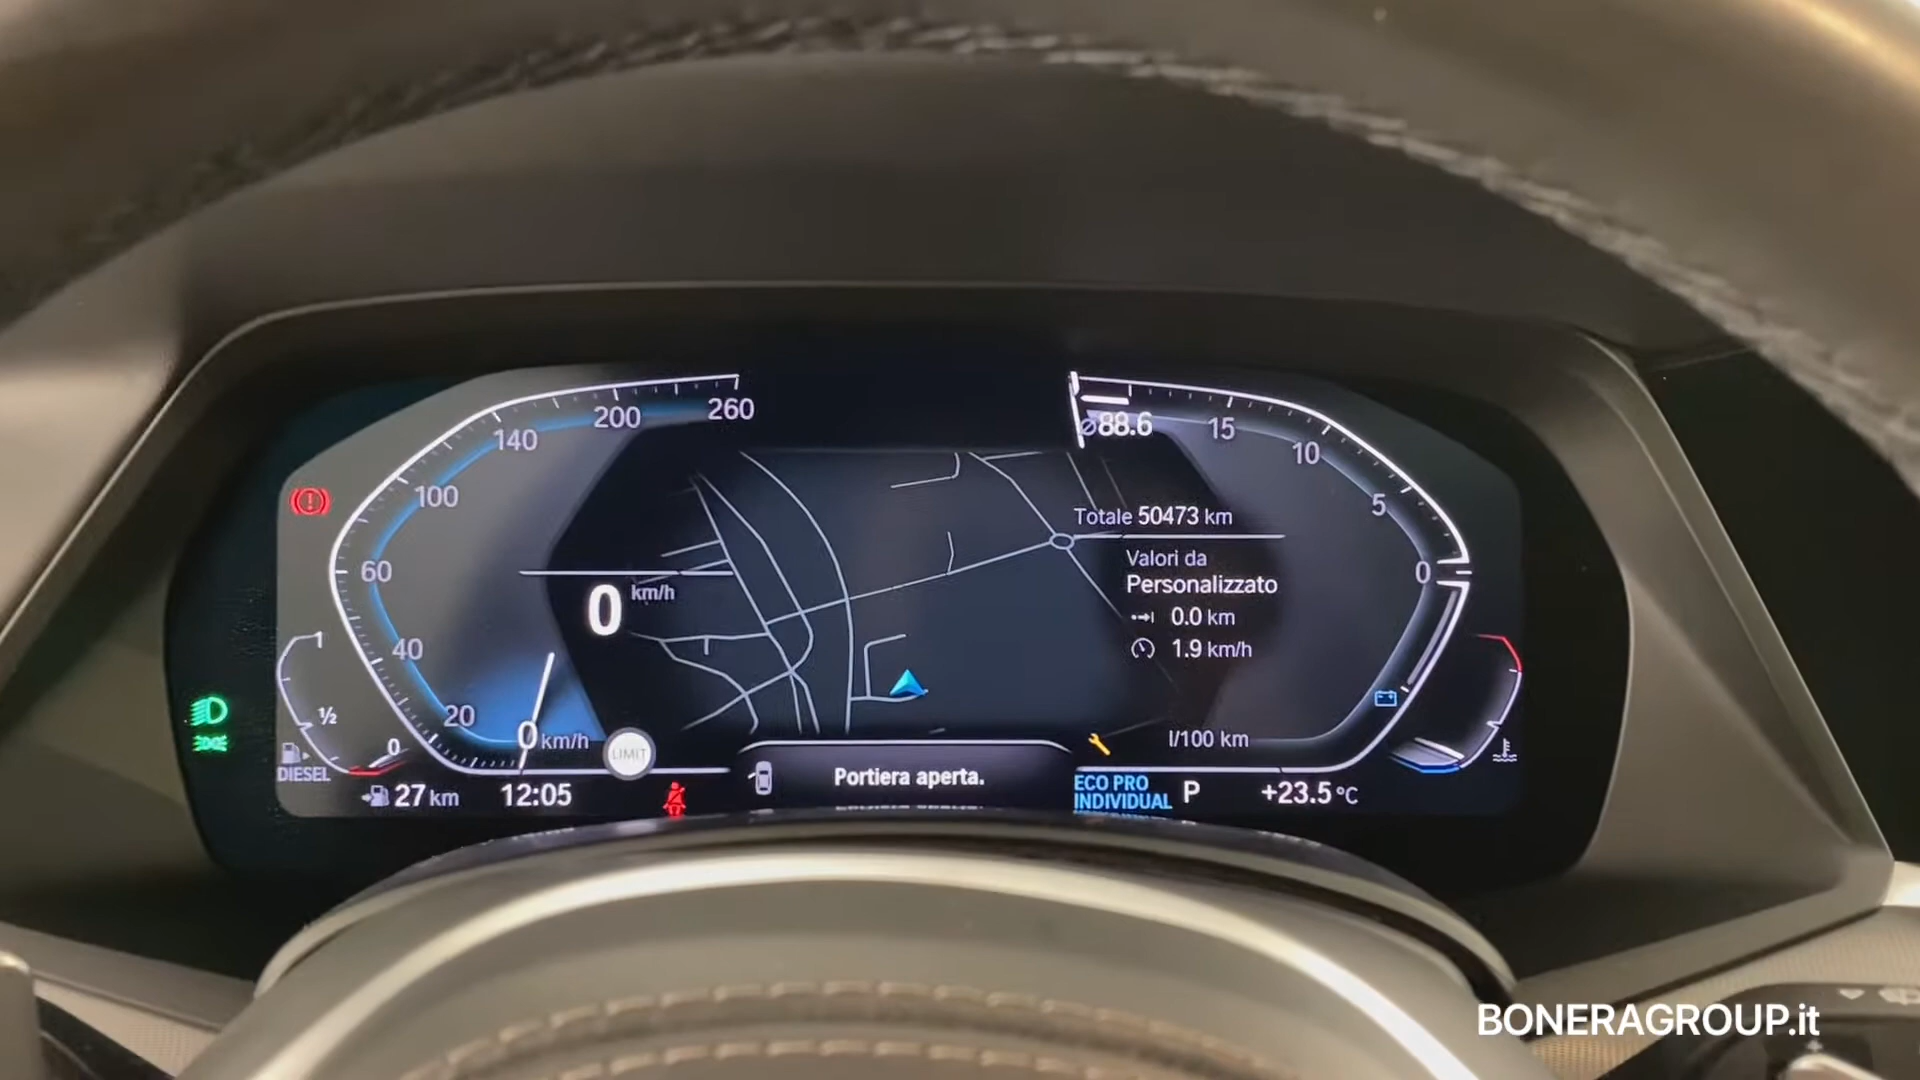 260
200
140
100
60
40
20
0 km/h
0 km/h
LIMIT
1
½
0
DIESEL
27 km
12:05
Portiera aperta.
ø88.6
15
10
5
0
Totale 50473 km
Valori da
Personalizzato
0.0 km
1.9 km/h
l/100 km
ECO PRO
INDIVIDUAL
P
+23.5 °C
BONERAGROUP.it